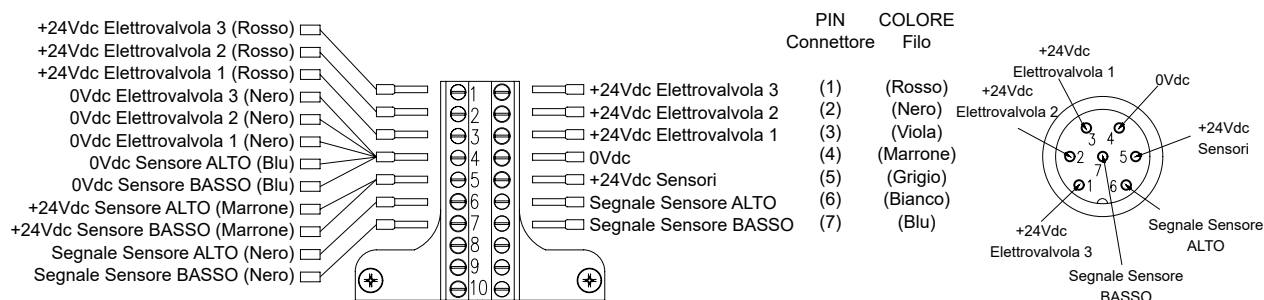 +24Vdc Elettrovalvola 3 (Rosso)
+24Vdc Elettrovalvola 2 (Rosso)
+24Vdc Elettrovalvola 1 (Rosso)
0Vdc Elettrovalvola 3 (Nero)
0Vdc Elettrovalvola 2 (Nero)
0Vdc Elettrovalvola 1 (Nero)
0Vdc Sensore ALTO (Blu)
0Vdc Sensore BASSO (Blu)
+24Vdc Sensore ALTO (Marrone)
+24Vdc Sensore BASSO (Marrone)
Segnale Sensore ALTO (Nero)
Segnale Sensore BASSO (Nero)
1
2
3
4
5
6
7
8
9
10
PIN COLORE
Connettore Filo
+24Vdc Elettrovalvola 3 (1) (Rosso)
+24Vdc Elettrovalvola 2 (2) (Nero)
+24Vdc Elettrovalvola 1 (3) (Viola)
0Vdc (4) (Marrone)
+24Vdc Sensori (5) (Grigio)
Segnale Sensore ALTO (6) (Bianco)
Segnale Sensore BASSO (7) (Blu)
+24Vdc
Elettrovalvola 1
0Vdc
+24Vdc
Elettrovalvola 2
+24Vdc
Sensori
3 4
2 7 5
1 6
+24Vdc
Elettrovalvola 3
Segnale Sensore
ALTO
Segnale Sensore
BASSO